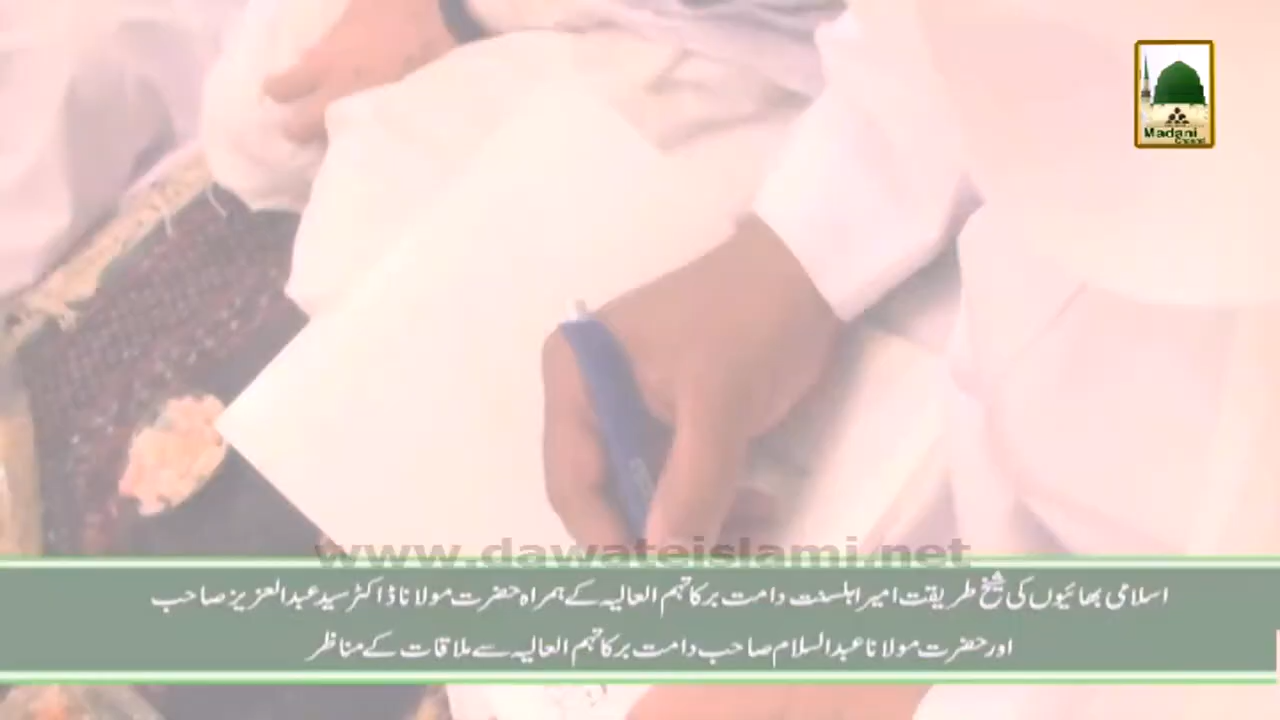 Madani
Channel
www.dawateislami.net
اسلامی بھائیوں کی شیخ طریقت امیر اہلسنت دامت برکاتہم العالیہ کے ہمراہ حضرت مولانا ڈاکٹر سید عبدالعزیز صاحب
اور حضرت مولانا عبدالسلام صاحب دامت برکاتہم العالیہ سے ملاقات کے مناظر